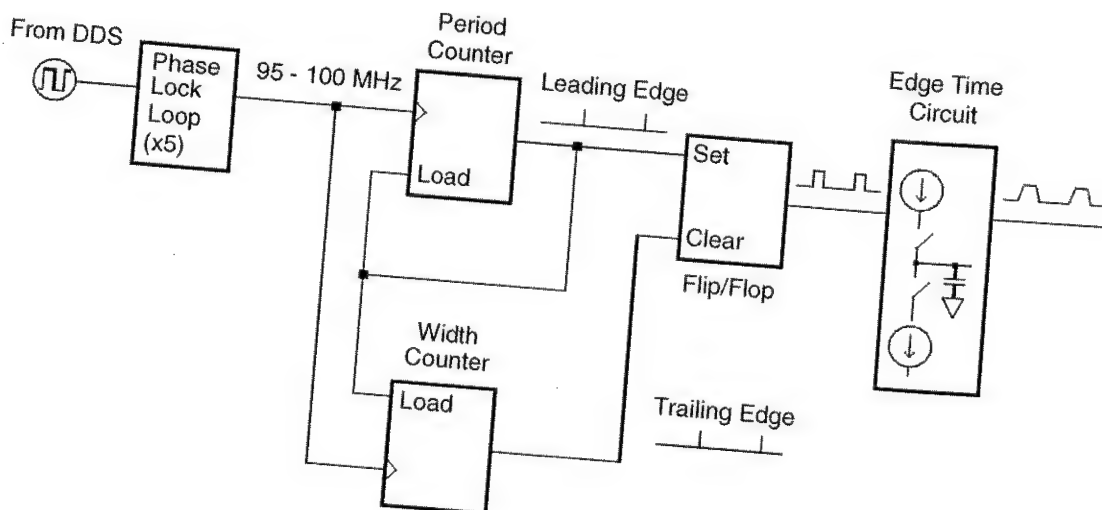 From DDS
Phase
Lock
Loop
(x5)
95 - 100 MHz
Period
Counter
Load
Leading Edge
Set
Clear
Flip/Flop
Edge Time
Circuit
Width
Counter
Load
Trailing Edge